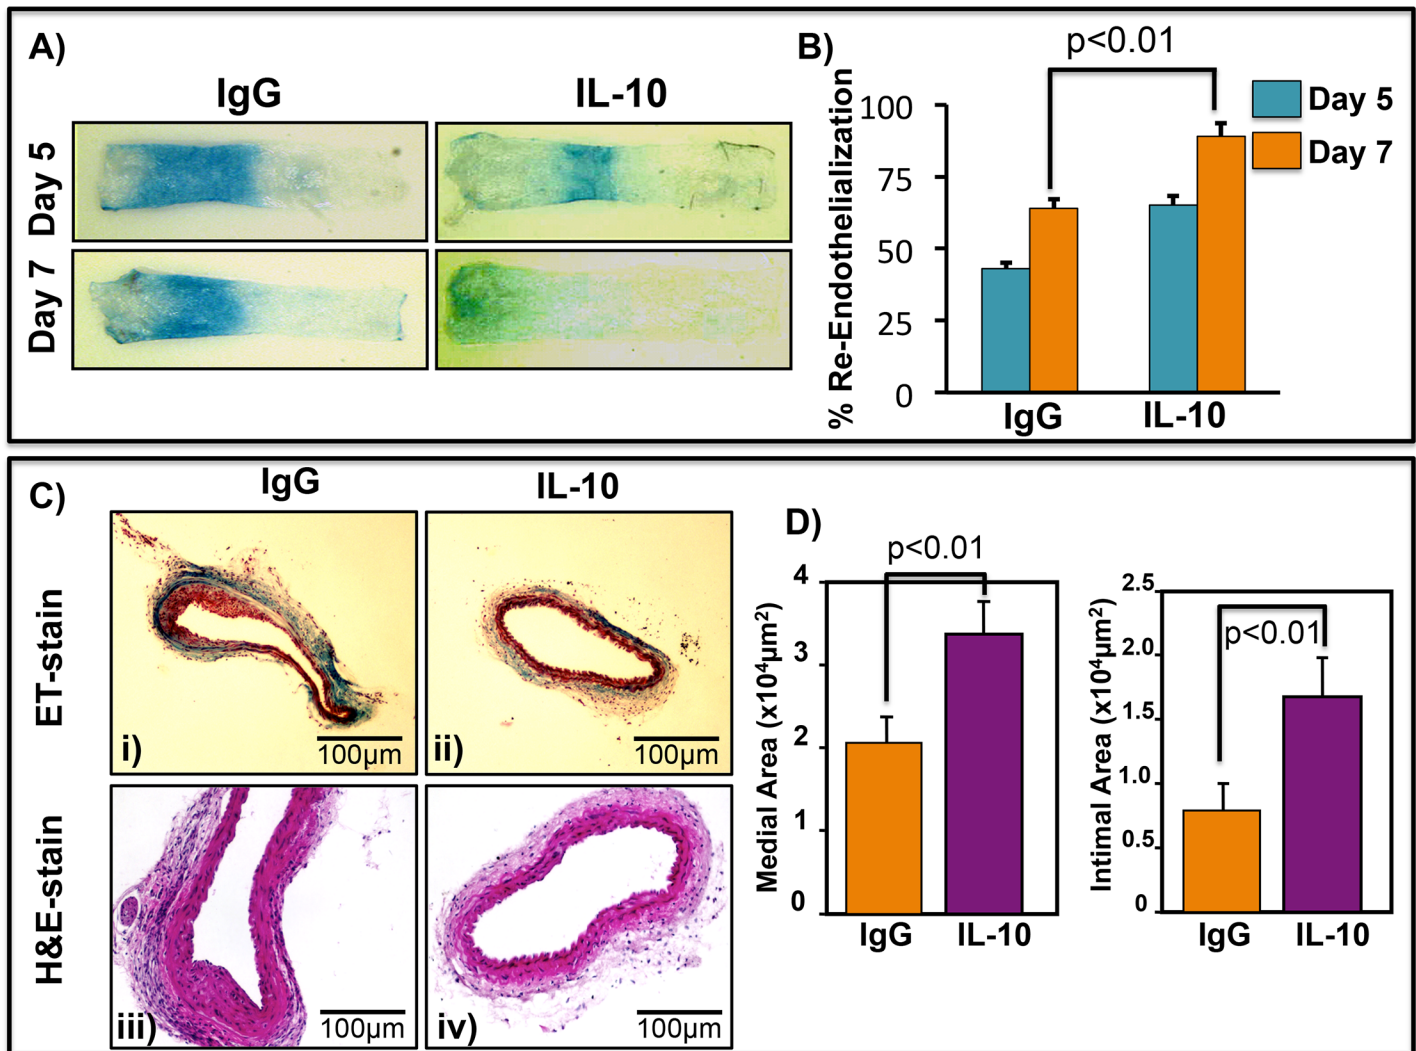 A)
IgG
IL-10
Day 5
Day 7
B)
p<0.01
% Re-Endothelialization
100
75
50
25
0
IgG
IL-10
Day 5
Day 7
C)
IgG
IL-10
ET-stain
i)
100µm
ii)
100µm
H&E-stain
iii)
100µm
iv)
100µm
D)
p<0.01
Medial Area (x10⁴µm²)
4
3
2
1
0
IgG
IL-10
p<0.01
Intimal Area (x10⁴µm²)
2.5
2.0
1.5
1.0
0.5
0
IgG
IL-10